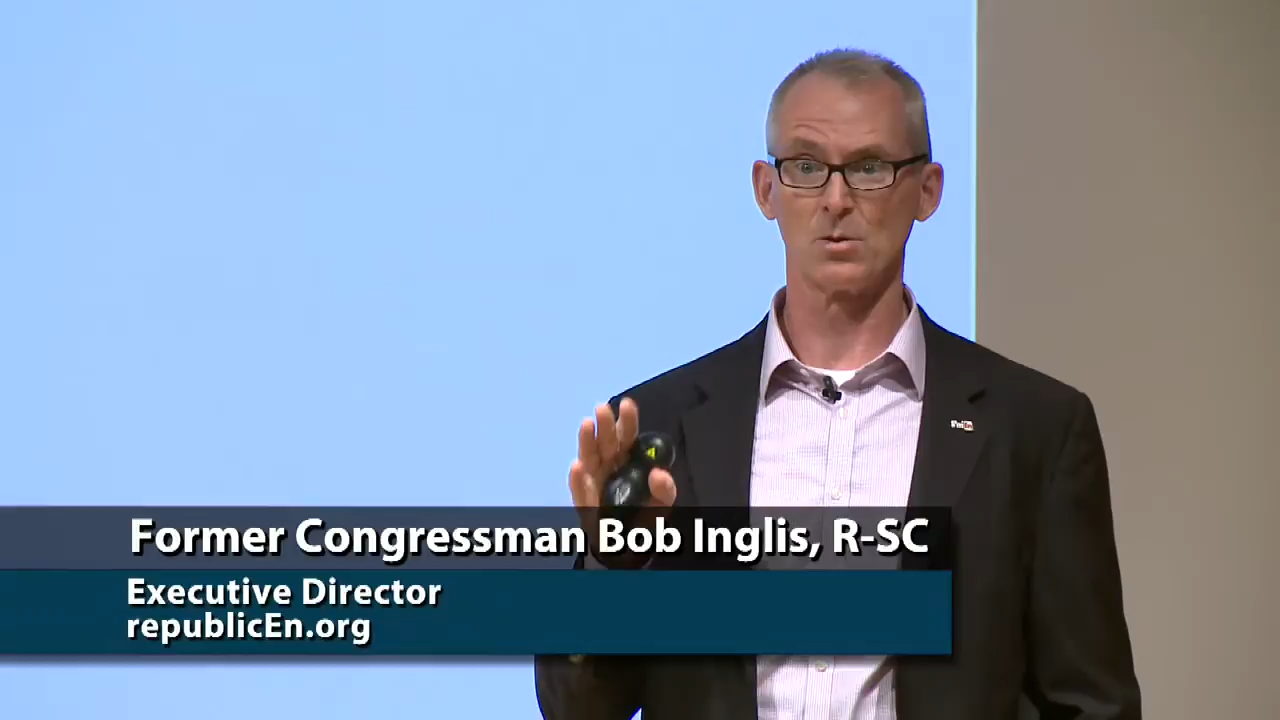 Former Congressman Bob Inglis, R-SC
Executive Director
republicEn.org